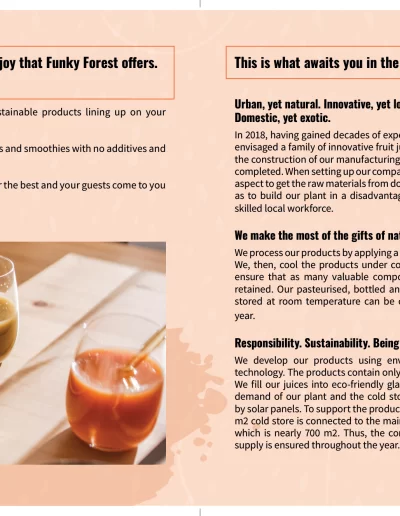 joy that Funky Forest offers.
stainable products lining up on your
s and smoothies with no additives and
r the best and your guests come to you
This is what awaits you in the
Urban, yet natural. Innovative, yet lo
Domestic, yet exotic.
In 2018, having gained decades of expe
envisaged a family of innovative fruit ju
the construction of our manufacturing
completed. When setting up our compa
aspect to get the raw materials from do
as to build our plant in a disadvantag
skilled local workforce.
We make the most of the gifts of nat
We process our products by applying a
We, then, cool the products under co
ensure that as many valuable compo
retained. Our pasteurised, bottled an
stored at room temperature can be c
year.
Responsibility. Sustainability. Being
We develop our products using env
technology. The products contain only
We fill our juices into eco-friendly gla
demand of our plant and the cold sto
by solar panels. To support the produc
m2 cold store is connected to the main
which is nearly 700 m2. Thus, the con
supply is ensured throughout the year.